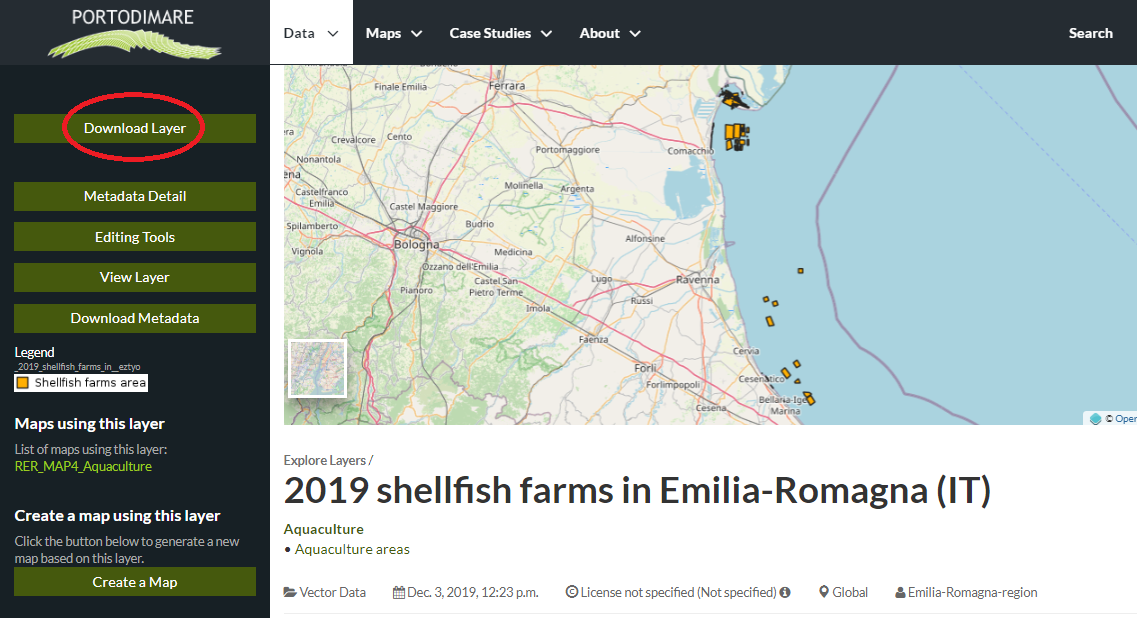 PORTODIMARE
Data
Maps
Case Studies
About
Search
Download Layer
Metadata Detail
Editing Tools
View Layer
Download Metadata
Legend
_2019_shellfish_farms_in_eztyo
Shellfish farms area
Maps using this layer
List of maps using this layer:
RER_MAP4_Aquaculture
Create a map using this layer
Click the button below to generate a new
map based on this layer.
Create a Map
Finale Emilia
Ferrara
Crevalcore
Cento
Portomaggiore
Comacchio
Nonantola
Castelfranco
Emilia
Molinella
Argenta
Castel Maggiore
Spilamberto
Budrio
Alfonsine
Vignola
Bologna
Medicina
Ozzano dell'Emilia
Castel San
Pietro Terme
Pianoro
Lugo
Ravenna
Imola
Russi
Faenza
Cervia
Forlì
Forlimpopoli
Cesenatico
Cesena
Bellaria-Ige
Marina
© Oper
Explore Layers /
2019 shellfish farms in Emilia-Romagna (IT)
Aquaculture
• Aquaculture areas
Vector Data
Dec. 3, 2019, 12:23 p.m.
License not specified (Not specified)
Global
Emilia-Romagna-region